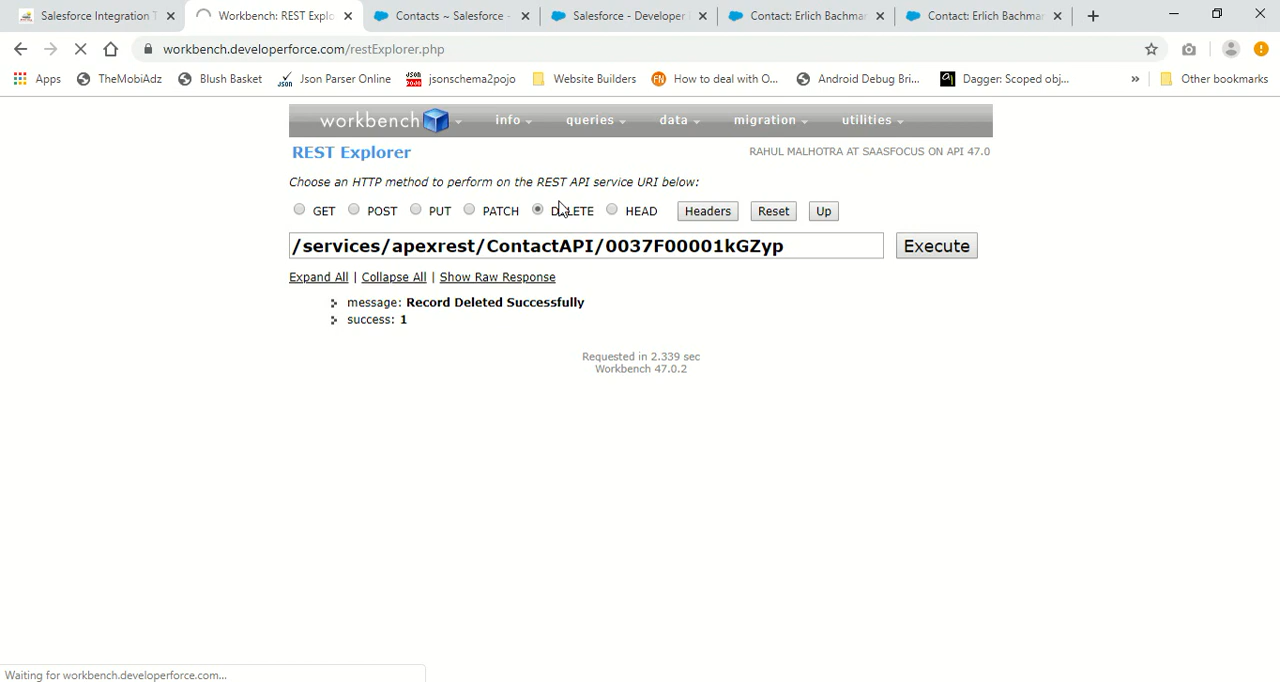 Salesforce Integration T
Workbench: REST Explo
Contacts ~ Salesforce -
Salesforce - Developer
Contact: Erlich Bachmar
Contact: Erlich Bachmar
workbench.developerforce.com/restExplorer.php
Apps
TheMobiAdz
Blush Basket
Json Parser Online
jsonschema2pojo
Website Builders
How to deal with O...
Android Debug Bri...
Dagger: Scoped obj...
»
Other bookmarks
workbench
info
queries
data
migration
utilities
REST Explorer
RAHUL MALHOTRA AT SAASFOCUS ON API 47.0
Choose an HTTP method to perform on the REST API service URI below:
GET POST PUT PATCH DELETE HEAD Headers Reset Up
/services/apexrest/ContactAPI/0037F00001kGZyp Execute
Expand All | Collapse All | Show Raw Response
message: Record Deleted Successfully
success: 1
Requested in 2.339 sec
Workbench 47.0.2
Waiting for workbench.developerforce.com...